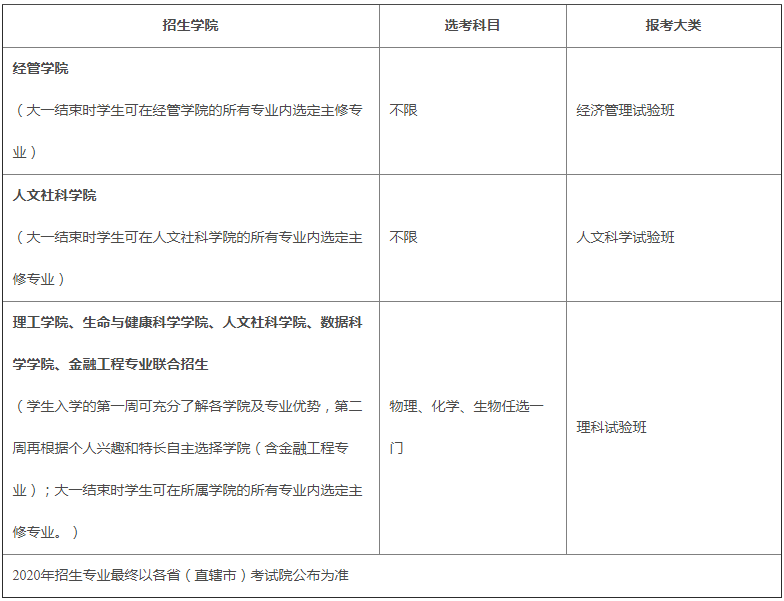 招生学院 选考科目 报考大类
经管学院
（大一结束时学生可在经管学院的所有专业内选定主修专
业）
不限
经济管理试验班
人文社科学院
（大一结束时学生可在人文社科学院的所有专业内选定主
修专业）
不限
人文科学试验班
理工学院、生命与健康科学学院、人文社科学院、数据科
学学院、金融工程专业联合招生
（学生入学的第一周可充分了解各学院及专业优势，第二
周再根据个人兴趣和特长自主选择学院（含金融工程专
业）；大一结束时学生可在所属学院的所有专业内选定主
修专业。）
物理、化学、生物任选一
门
理科试验班
2020年招生专业最终以各省（直辖市）考试院公布为准